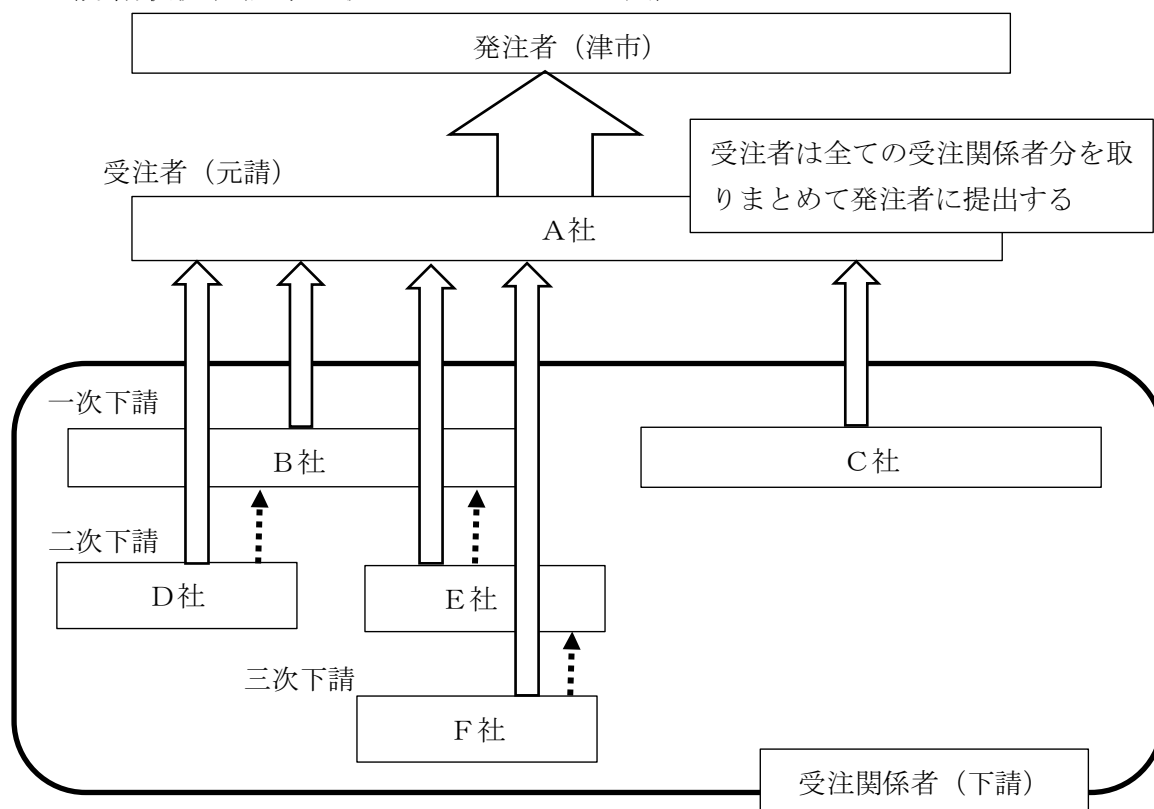 発注者（津市）
受注者は全ての受注関係者分を取
りまとめて発注者に提出する
受注者（元請）
Ａ社
一次下請
Ｂ社
Ｃ社
二次下請
Ｄ社
Ｅ社
三次下請
Ｆ社
受注関係者（下請）